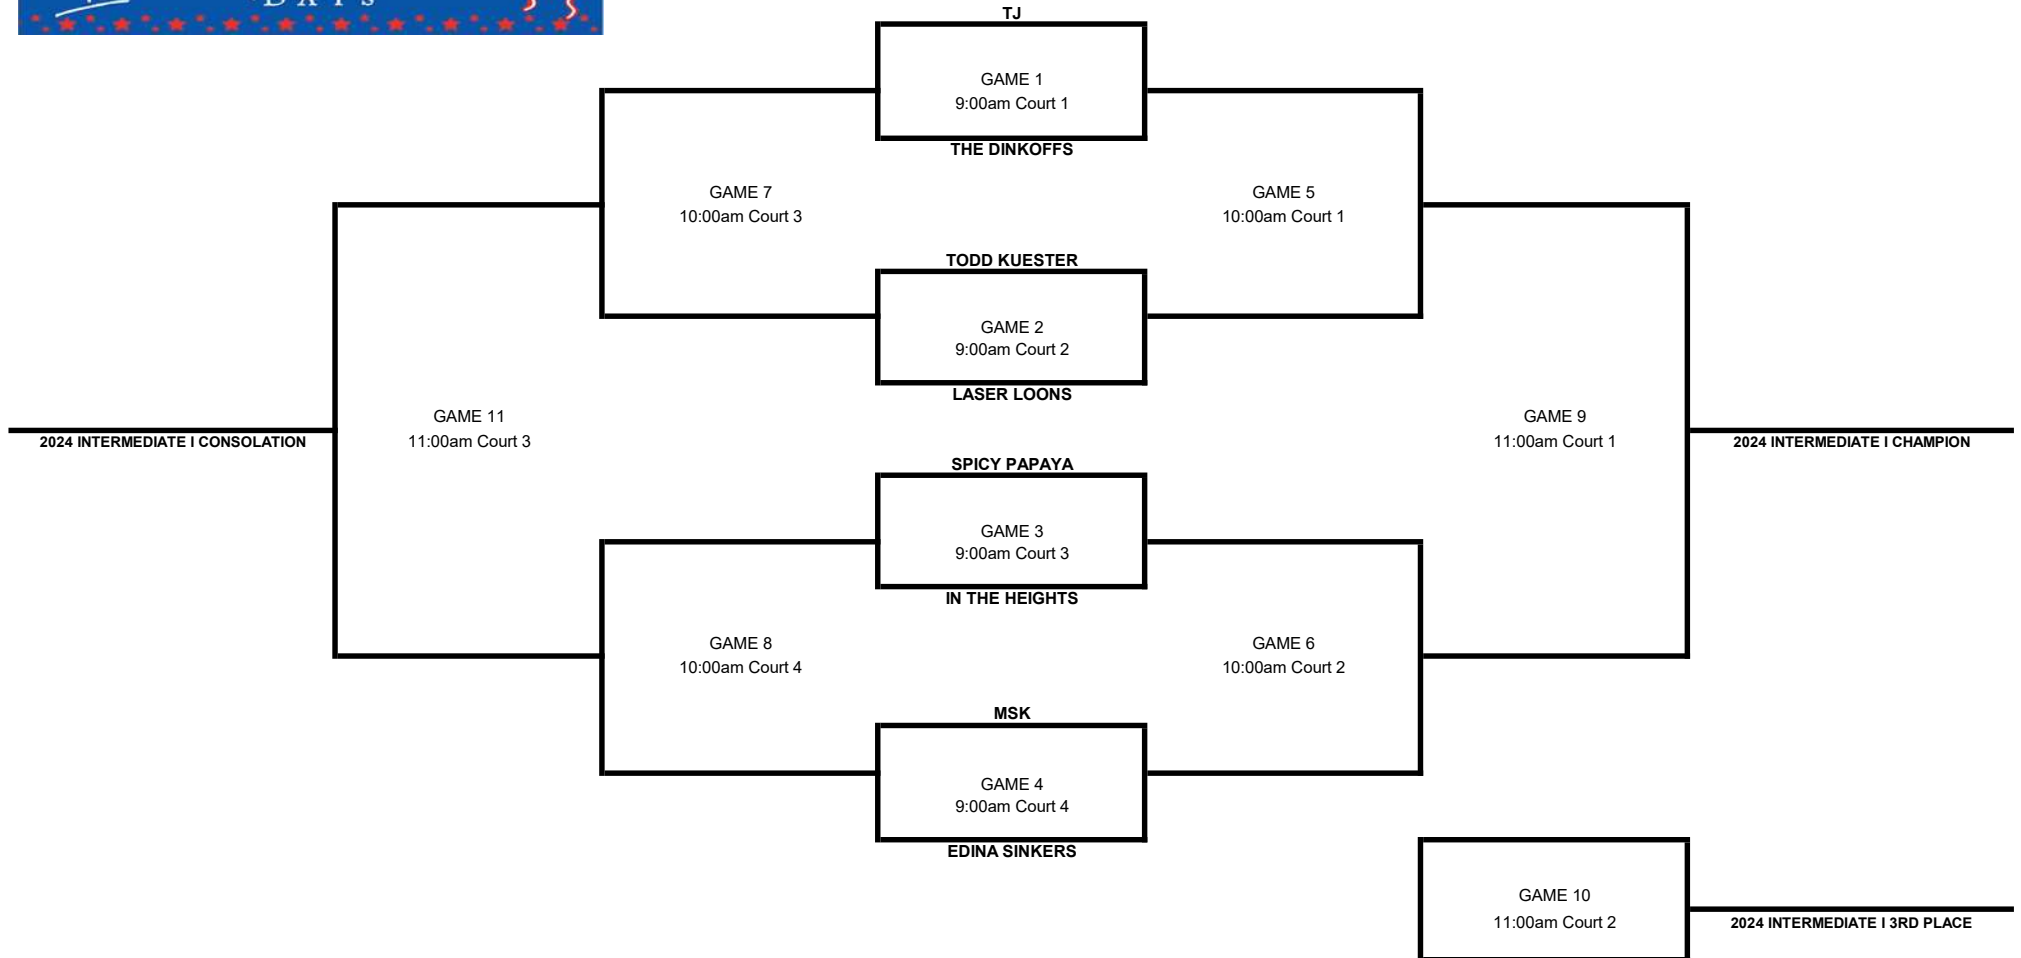 DAYS
TJ
GAME 1
9:00am Court 1
THE DINKOFFS
GAME 7
10:00am Court 3
GAME 5
10:00am Court 1
TODD KUESTER
GAME 2
9:00am Court 2
LASER LOONS
GAME 11
11:00am Court 3
2024 INTERMEDIATE I CONSOLATION
GAME 9
11:00am Court 1
2024 INTERMEDIATE I CHAMPION
SPICY PAPAYA
GAME 3
9:00am Court 3
IN THE HEIGHTS
GAME 8
10:00am Court 4
GAME 6
10:00am Court 2
MSK
GAME 4
9:00am Court 4
EDINA SINKERS
GAME 10
11:00am Court 2
2024 INTERMEDIATE I 3RD PLACE